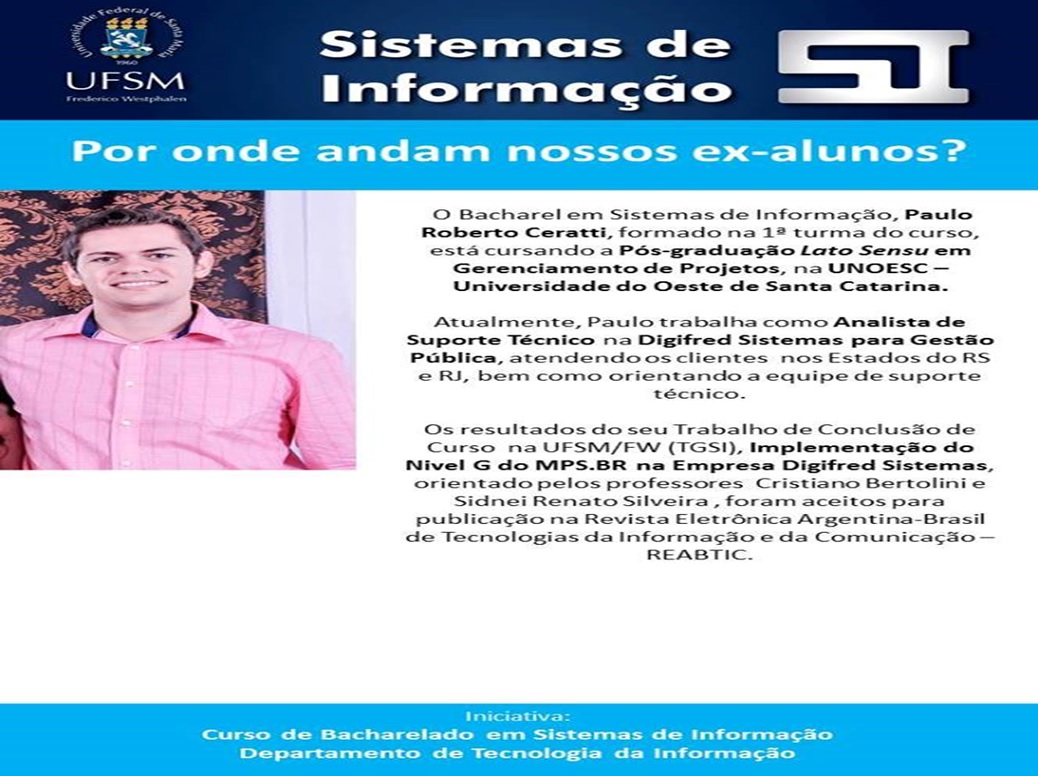 Universidade Federal de Santa Maria
1960
UFSM
Frederico Westphalen
Sistemas de
Informação
SI
Por onde andam nossos ex-alunos?
O Bacharel em Sistemas de Informação, Paulo
Roberto Ceratti, formado na 1ª turma do curso,
está cursando a Pós-graduação Lato Sensu em
Gerenciamento de Projetos, na UNOESC –
Universidade do Oeste de Santa Catarina.
Atualmente, Paulo trabalha como Analista de
Suporte Técnico na Digifred Sistemas para Gestão
Pública, atendendo os clientes nos Estados do RS
e RJ, bem como orientando a equipe de suporte
técnico.
Os resultados do seu Trabalho de Conclusão de
Curso na UFSM/FW (TGSI), Implementação do
Nivel G do MPS.BR na Empresa Digifred Sistemas,
orientado pelos professores Cristiano Bertolini e
Sidnei Renato Silveira , foram aceitos para
publicação na Revista Eletrônica Argentina-Brasil
de Tecnologias da Informação e da Comunicação –
REABTIC.
Iniciativa:
Curso de Bacharelado em Sistemas de Informação
Departamento de Tecnologia da Informação